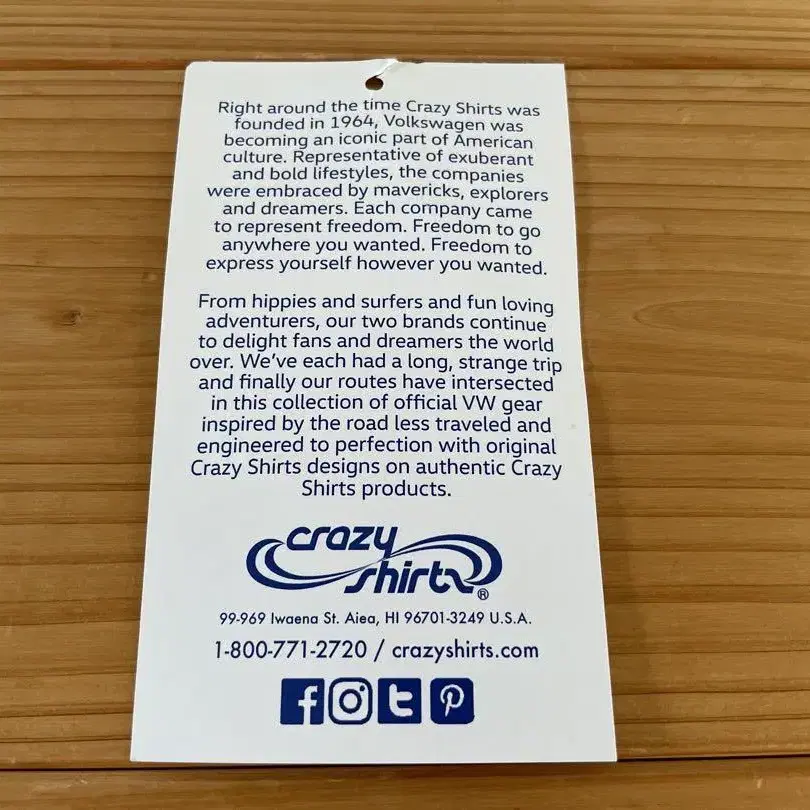 Right around the time Crazy Shirts was
founded in 1964, Volkswagen was
becoming an iconic part of American
culture. Representative of exuberant
and bold lifestyles, the companies
were embraced by mavericks, explorers
and dreamers. Each company came
to represent freedom. Freedom to go
anywhere you wanted. Freedom to
express yourself however you wanted.
From hippies and surfers and fun loving
adventurers, our two brands continue
to delight fans and dreamers the world
over. We've each had a long, strange trip
and finally our routes have intersected
in this collection of official VW gear
inspired by the road less traveled and
engineered to perfection with original
Crazy Shirts designs on authentic Crazy
Shirts products.
crazy
shirts®
99-969 Iwaena St. Aiea, HI 96701-3249 U.S.A.
1-800-771-2720 / crazyshirts.com